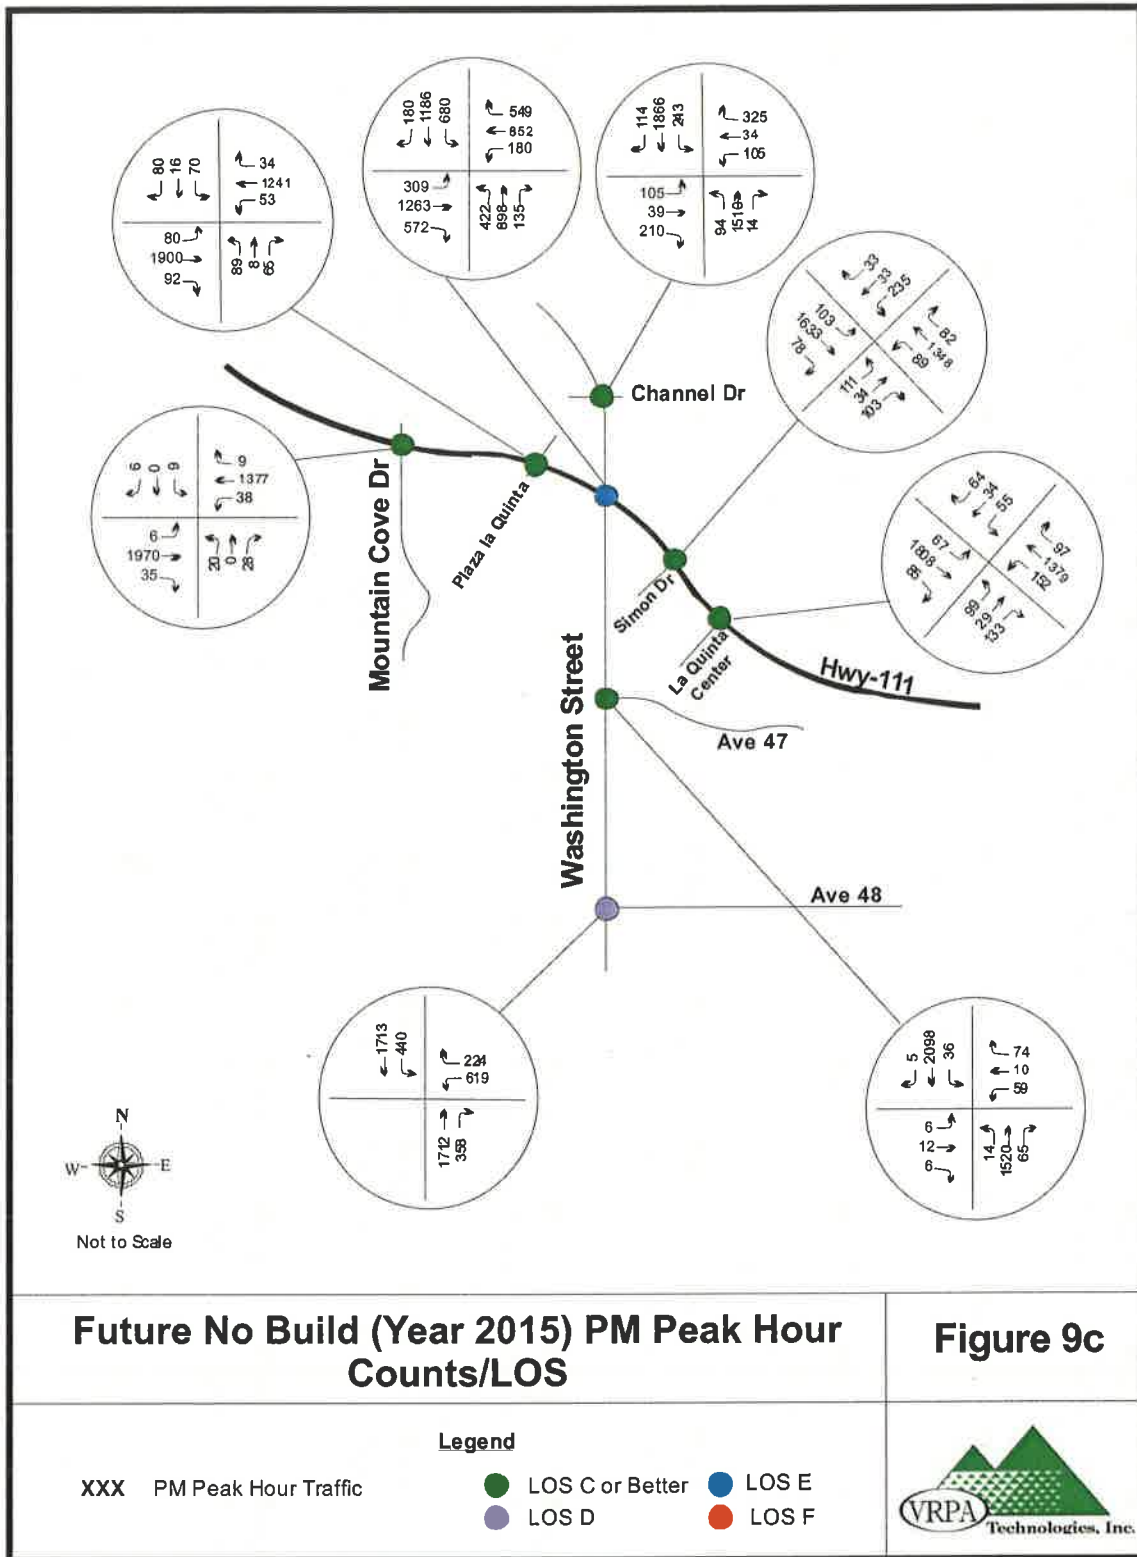 180 1186 680
549
852
180
309
1263
572
422 898 135
114 1866 243
325
34
105
105
39
210
94 1510 14
80 16 70
34
1241
53
80
1900
92
89 8 65
33 33 235
82
1348
89
103
1633
78
111 34 103
Channel Dr
6 0 9
9
1377
38
6
1970
35
20 0 28
Mountain Cove Dr
Plaza la Quinta
Simon Dr
64 34 55
97
1379
152
67
1808
85
99 29 133
La Quinta
Center
Hwy-111
Washington Street
Ave 47
Ave 48
1713 440
224
619
1712 358
5 2098 36
74
10
59
6
12
6
14 1520 65
N
W E
S
Not to Scale
Future No Build (Year 2015) PM Peak Hour
Counts/LOS
Figure 9c
Legend
XXX PM Peak Hour Traffic
LOS C or Better
LOS E
LOS D
LOS F
VRPA
Technologies, Inc.